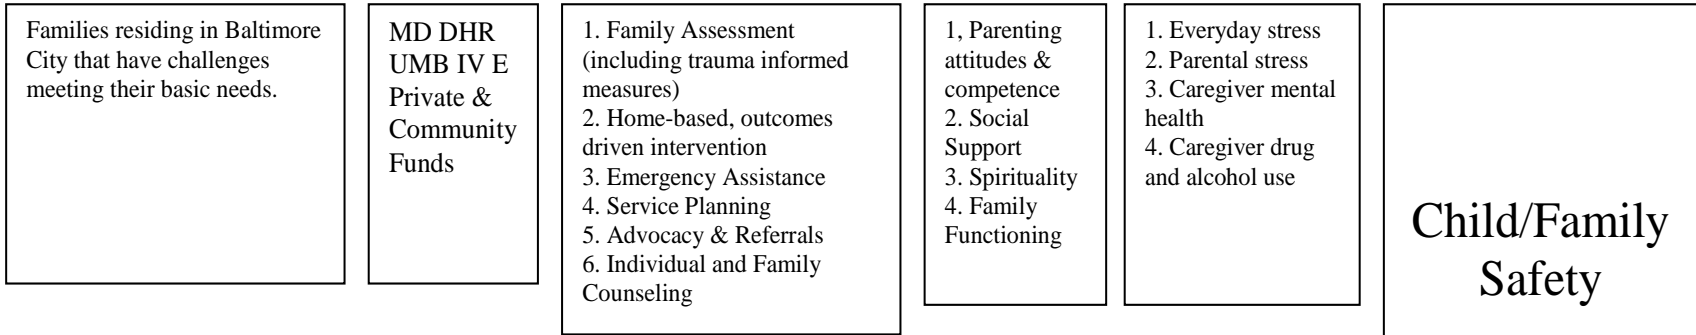 Families residing in Baltimore
City that have challenges
meeting their basic needs.
MD DHR
UMB IV E
Private &
Community
Funds
1. Family Assessment
(including trauma informed
measures)
2. Home-based, outcomes
driven intervention
3. Emergency Assistance
4. Service Planning
5. Advocacy & Referrals
6. Individual and Family
Counseling
1, Parenting
attitudes &
competence
2. Social
Support
3. Spirituality
4. Family
Functioning
1. Everyday stress
2. Parental stress
3. Caregiver mental
health
4. Caregiver drug
and alcohol use
Child/Family
Safety